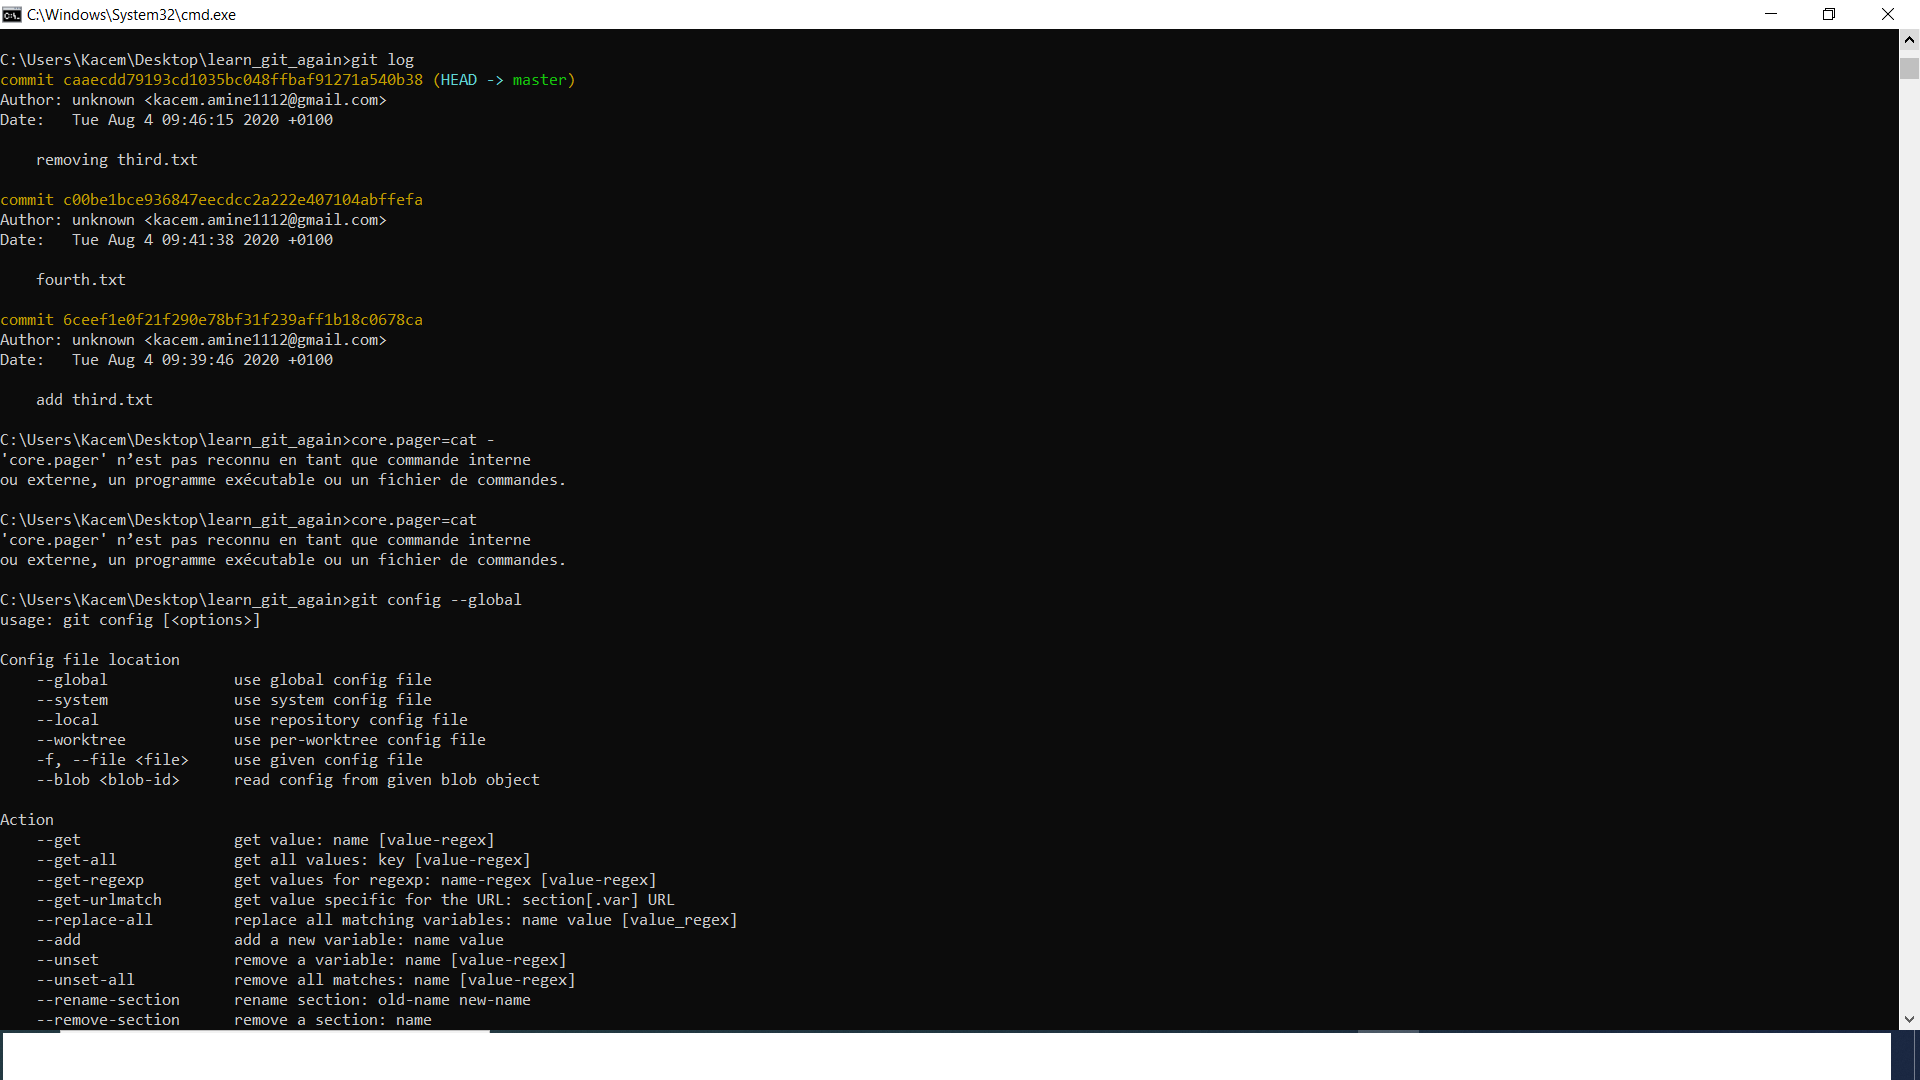 C:\Windows\System32\cmd.exe
C:\Users\Kacem\Desktop\learn_git_again>git log
commit caaecdd79193cd1035bc048ffbaf91271a540b38 (HEAD -> master)
Author: unknown <kacem.amine1112@gmail.com>
Date:   Tue Aug 4 09:46:15 2020 +0100
    removing third.txt
commit c00be1bce936847eecdcc2a222e407104abffefa
Author: unknown <kacem.amine1112@gmail.com>
Date:   Tue Aug 4 09:41:38 2020 +0100
    fourth.txt
commit 6ceef1e0f21f290e78bf31f239aff1b18c0678ca
Author: unknown <kacem.amine1112@gmail.com>
Date:   Tue Aug 4 09:39:46 2020 +0100
    add third.txt
C:\Users\Kacem\Desktop\learn_git_again>core.pager=cat -
'core.pager' n’est pas reconnu en tant que commande interne
ou externe, un programme exécutable ou un fichier de commandes.
C:\Users\Kacem\Desktop\learn_git_again>core.pager=cat
'core.pager' n’est pas reconnu en tant que commande interne
ou externe, un programme exécutable ou un fichier de commandes.
C:\Users\Kacem\Desktop\learn_git_again>git config --global
usage: git config [<options>]
Config file location
    --global              use global config file
    --system              use system config file
    --local               use repository config file
    --worktree            use per-worktree config file
    -f, --file <file>     use given config file
    --blob <blob-id>      read config from given blob object
Action
    --get                 get value: name [value-regex]
    --get-all             get all values: key [value-regex]
    --get-regexp          get values for regexp: name-regex [value-regex]
    --get-urlmatch        get value specific for the URL: section[.var] URL
    --replace-all         replace all matching variables: name value [value_regex]
    --add                 add a new variable: name value
    --unset               remove a variable: name [value-regex]
    --unset-all           remove all matches: name [value-regex]
    --rename-section      rename section: old-name new-name
    --remove-section      remove a section: name